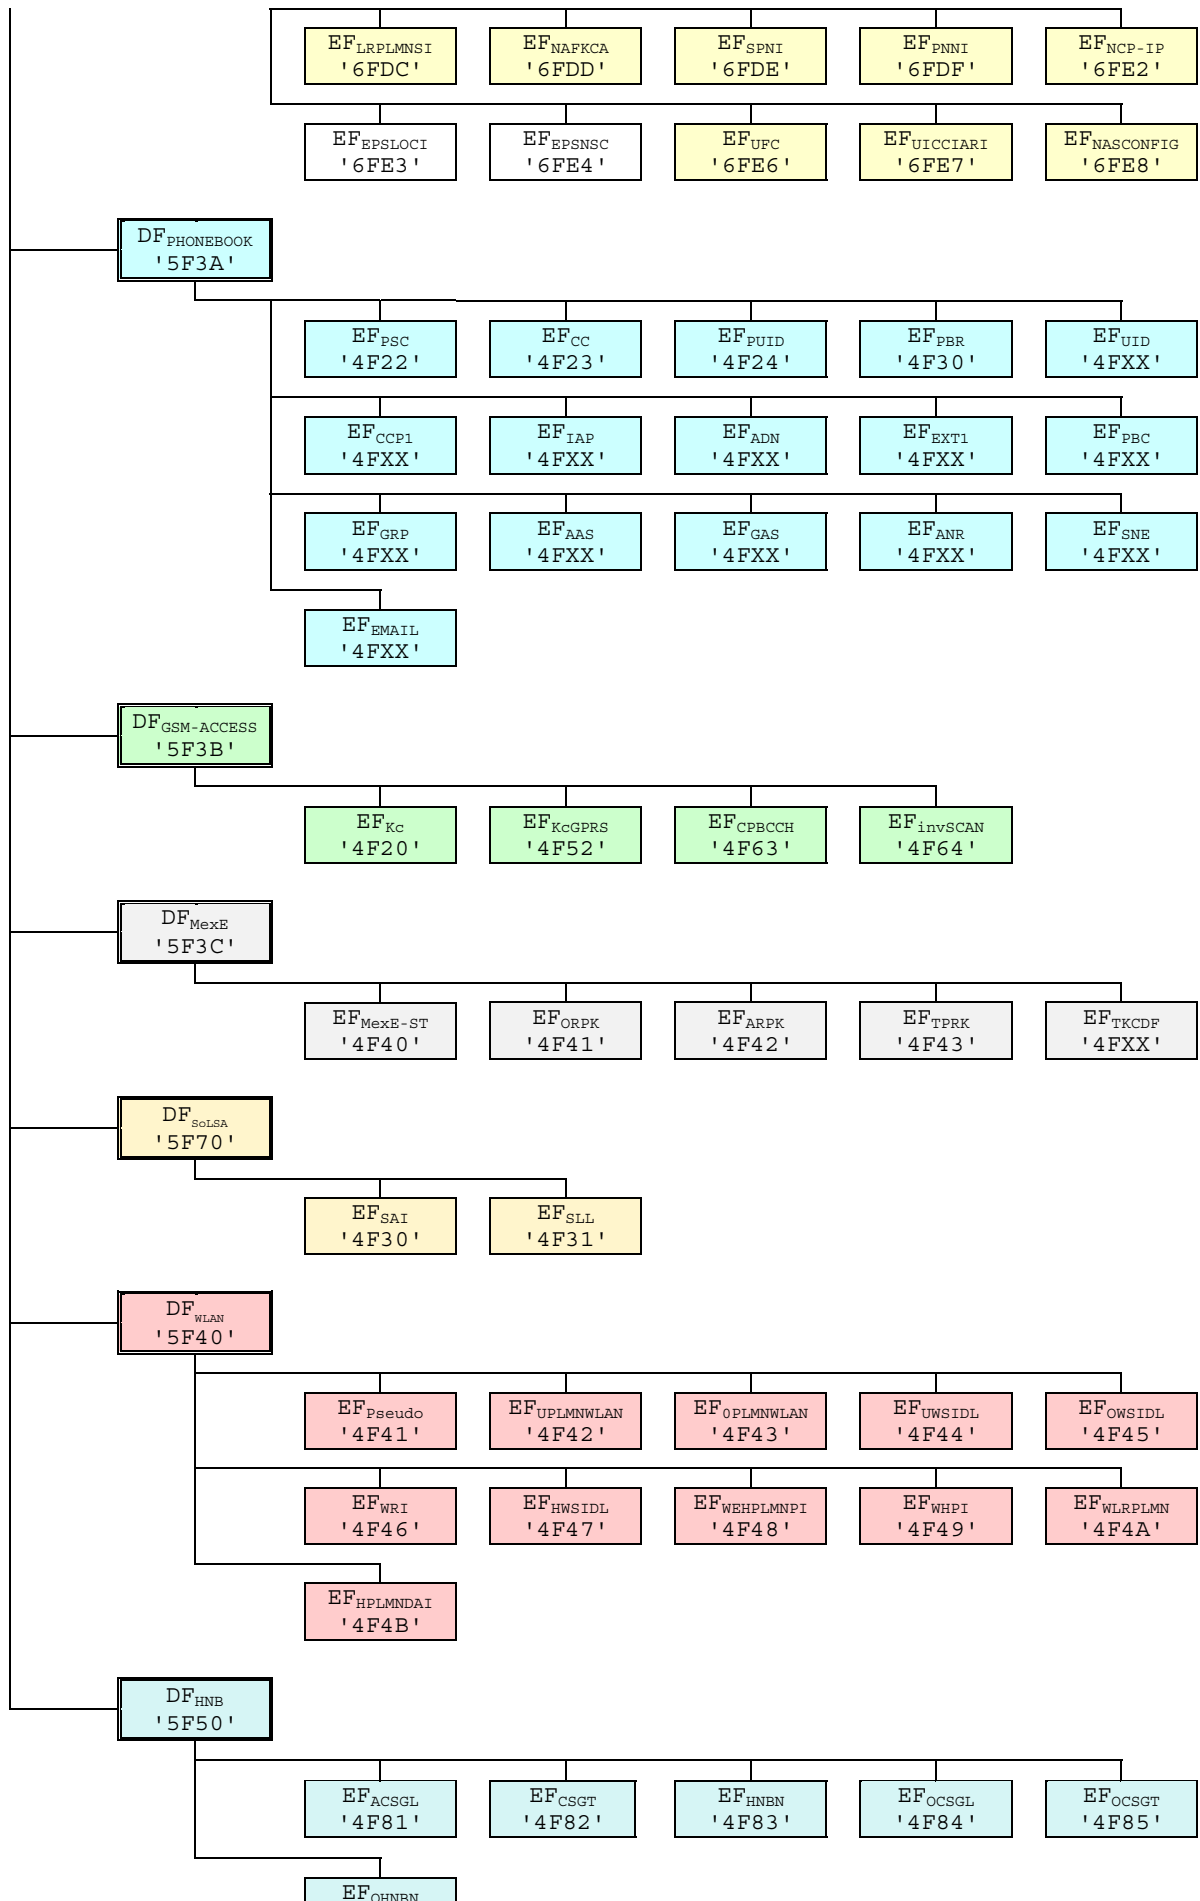 EFLRPLMNSI EFNAFKCA EFSPNI EFPNNI EFNCP-IP
'6FDC' '6FDD' '6FDE' '6FDF' '6FE2'
EFEPSLOCI EFEPSNSC EFUFC EFUICCIARI EFNASCONFIG
'6FE3' '6FE4' '6FE6' '6FE7' '6FE8'
DFPHONEBOOK
'5F3A'
EFPSC EFCC EFPUID EFPBR EFUID
'4F22' '4F23' '4F24' '4F30' '4FXX'
EFCCP1 EFIAP EFADN EFEXT1 EFPBC
'4FXX' '4FXX' '4FXX' '4FXX' '4FXX'
EFGRP EFAAS EFGAS EFANR EFSNE
'4FXX' '4FXX' '4FXX' '4FXX' '4FXX'
EFEMAIL
'4FXX'
DFGSM-ACCESS
'5F3B'
EFKc EFKcGPRS EFCPBCCH EFinvSCAN
'4F20' '4F52' '4F63' '4F64'
DFMexE
'5F3C'
EFMexE-ST EFORPK EFARPK EFTPRK EFTKCDF
'4F40' '4F41' '4F42' '4F43' '4FXX'
DFSoLSA
'5F70'
EFSAI EFSLL
'4F30' '4F31'
DFWLAN
'5F40'
EFPseudo EFUPLMNWLAN EF0PLMNWLAN EFUWSIDL EFOWSIDL
'4F41' '4F42' '4F43' '4F44' '4F45'
EFWRI EFHWSIDL EFWEHPLMNPI EFWHPI EFWLRPLMN
'4F46' '4F47' '4F48' '4F49' '4F4A'
EFHPLMNDAI
'4F4B'
DFHNB
'5F50'
EFACSGL EFCSGT EFHNBN EFOCSGL EFOCSGT
'4F81' '4F82' '4F83' '4F84' '4F85'
EFOHNBN